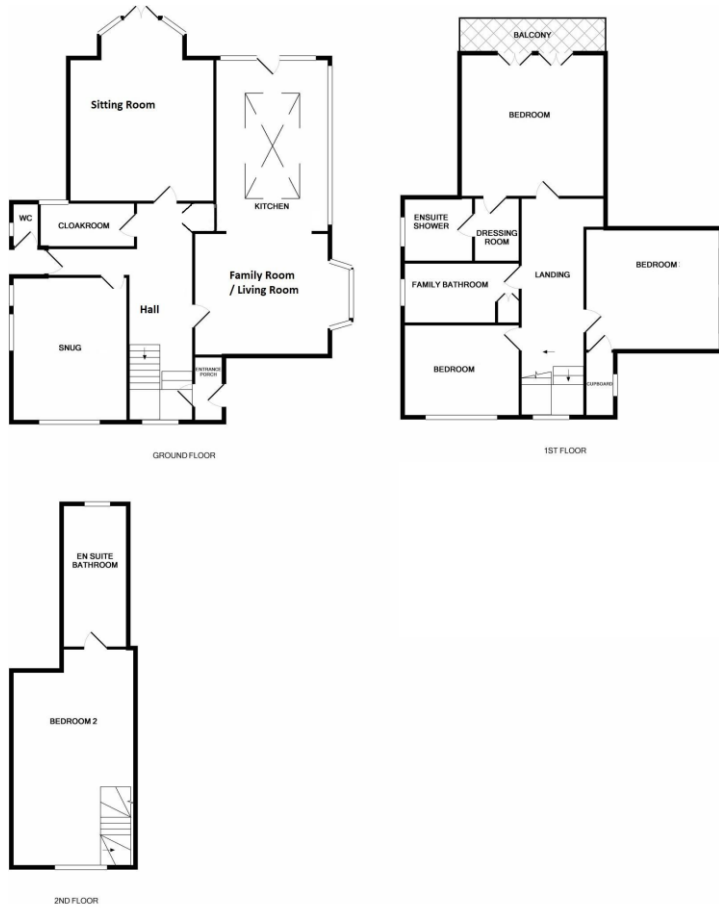 Sitting Room
WC
CLOAKROOM
KITCHEN
Family Room
/ Living Room
Hall
SNUG
ENTRANCE
PORCH
GROUND FLOOR
BALCONY
BEDROOM
ENSUITE
SHOWER
DRESSING
ROOM
LANDING
BEDROOM
FAMILY BATHROOM
BEDROOM
CUPBOARD
1ST FLOOR
EN SUITE
BATHROOM
BEDROOM 2
2ND FLOOR